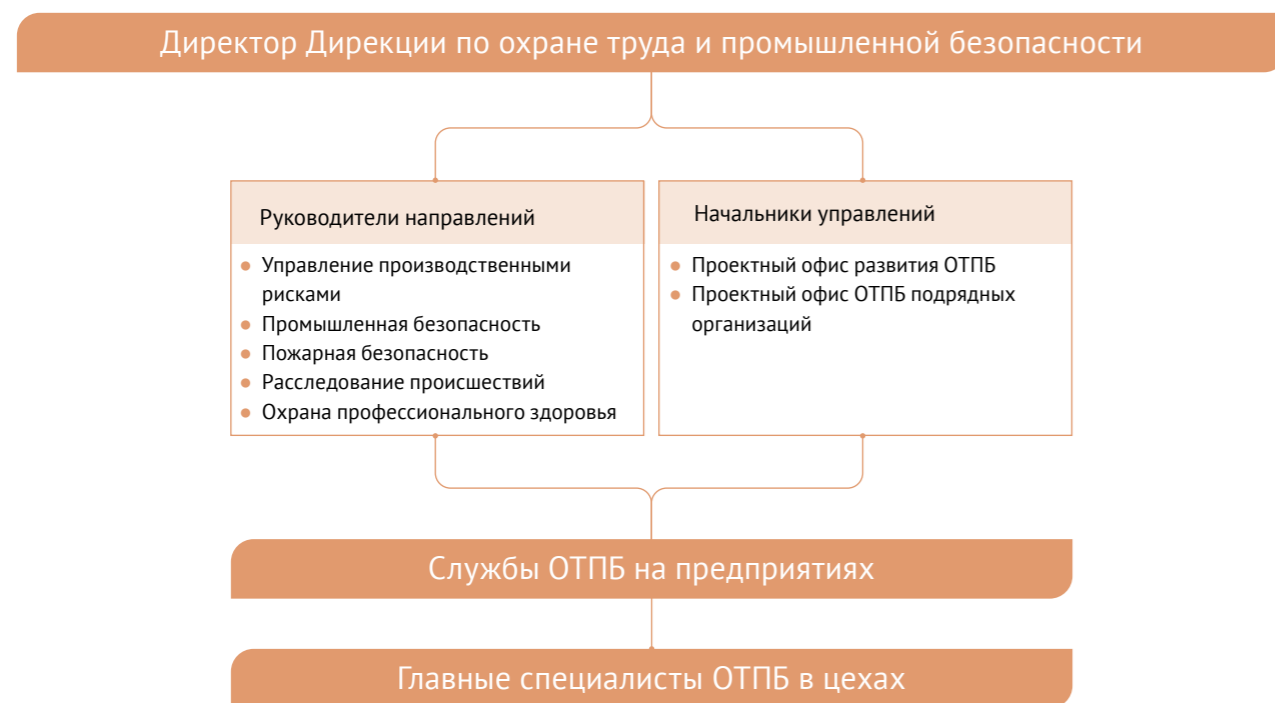 Директор Дирекции по охране труда и промышленной безопасности
Руководители направлений
Управление производственными
рисками
Промышленная безопасность
Пожарная безопасность
Расследование происшествий
Охрана профессионального здоровья
Начальники управлений
Проектный офис развития ОТПБ
Проектный офис ОТПБ подрядных
организаций
Службы ОТПБ на предприятиях
Главные специалисты ОТПБ в цехах